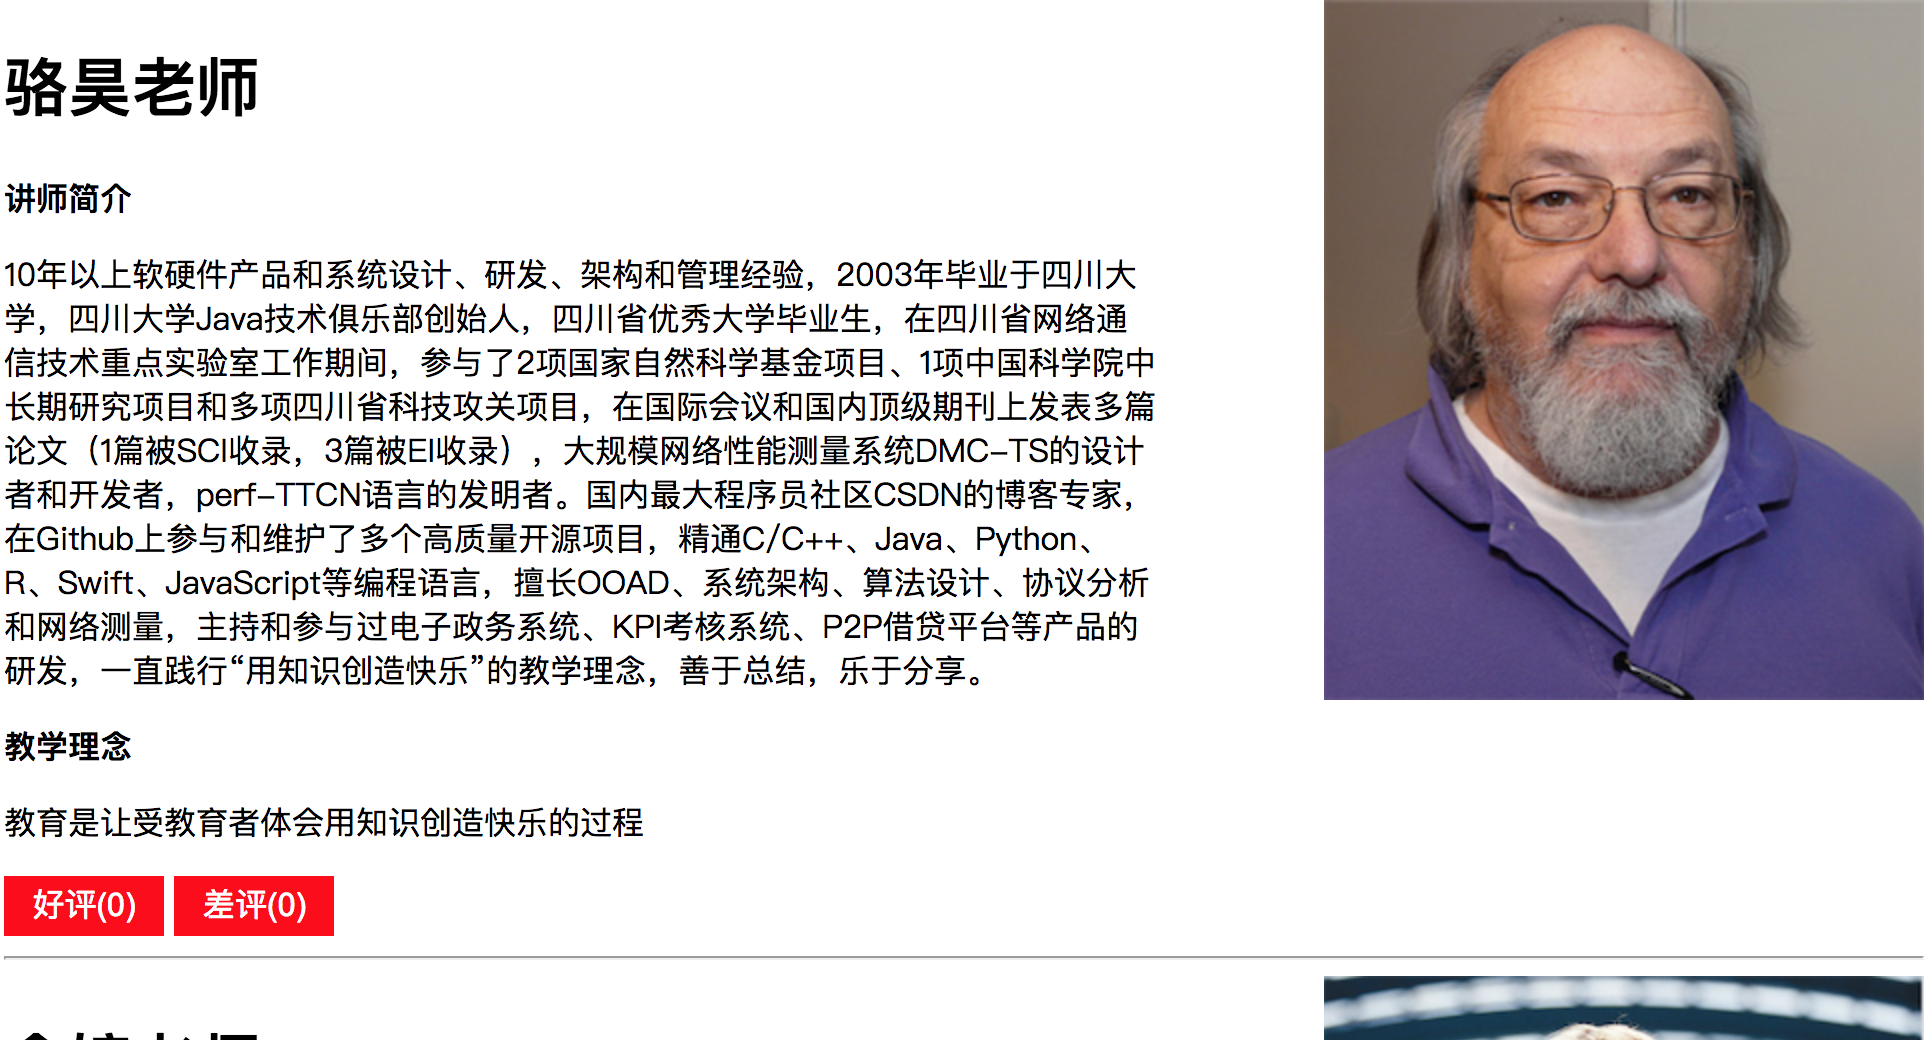 骆昊老师
讲师简介
10年以上软硬件产品和系统设计、研发、架构和管理经验，2003年毕业于四川大
学，四川大学Java技术俱乐部创始人，四川省优秀大学毕业生，在四川省网络通
信技术重点实验室工作期间，参与了2项国家自然科学基金项目、1项中国科学院中
长期研究项目和多项四川省科技攻关项目，在国际会议和国内顶级期刊上发表多篇
论文（1篇被SCI收录，3篇被EI收录），大规模网络性能测量系统DMC-TS的设计
者和开发者，perf-TTCN语言的发明者。国内最大程序员社区CSDN的博客专家，
在Github上参与和维护了多个高质量开源项目，精通C/C++、Java、Python、
R、Swift、JavaScript等编程语言，擅长OOAD、系统架构、算法设计、协议分析
和网络测量，主持和参与过电子政务系统、KPI考核系统、P2P借贷平台等产品的
研发，一直践行“用知识创造快乐”的教学理念，善于总结，乐于分享。
教学理念
教育是让受教育者体会用知识创造快乐的过程
好评(0) 差评(0)